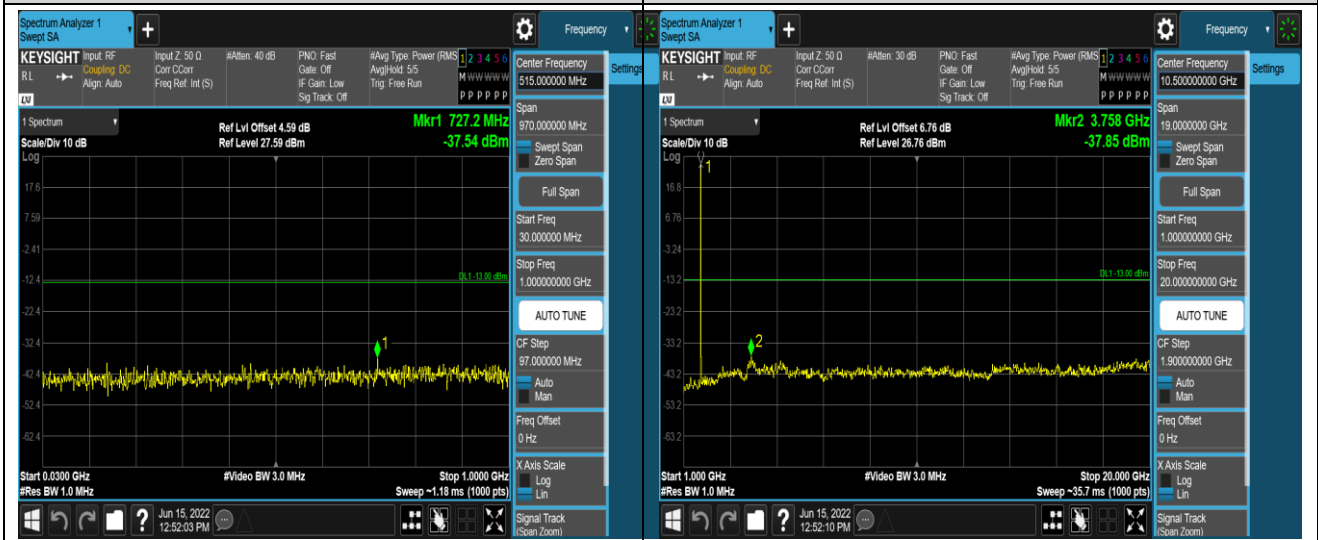 Spectrum Analyzer 1
Swept SA
+
Frequency
KEYSIGHT
Input: RF
Input Z: 50 Ω
#Atten: 40 dB
PNO: Fast
#Avg Type: Power (RMS
1 2 3 4 5 6
RL
Coupling: DC
Corr CCorr
Gate: Off
Avg|Hold: 5/5
M W W W W W
Align: Auto
Freq Ref: Int (S)
IF Gain: Low
Trig: Free Run
Sig Track: Off
P P P P P P
LXI
1 Spectrum
Ref Lvl Offset 4.59 dB
Mkr1 727.2 MHz
Scale/Div 10 dB
Ref Level 27.59 dBm
-37.54 dBm
Log
17.6
7.59
-2.41
-12.4
DL1 -13.00 dBm
-22.4
-32.4
1
-42.4
-52.4
-62.4
Start 0.0300 GHz
#Video BW 3.0 MHz
Stop 1.0000 GHz
#Res BW 1.0 MHz
Sweep ~1.18 ms (1000 pts)
?
Jun 15, 2022
12:52:03 PM
Center Frequency
515.000000 MHz
Settings
Span
970.000000 MHz
Swept Span
Zero Span
Full Span
Start Freq
30.000000 MHz
Stop Freq
1.000000000 GHz
AUTO TUNE
CF Step
97.000000 MHz
Auto
Man
Freq Offset
0 Hz
X Axis Scale
Log
Lin
Signal Track
(Span Zoom)
Spectrum Analyzer 1
Swept SA
+
Frequency
KEYSIGHT
Input: RF
Input Z: 50 Ω
#Atten: 30 dB
PNO: Fast
#Avg Type: Power (RMS
1 2 3 4 5 6
RL
Coupling: DC
Corr CCorr
Gate: Off
Avg|Hold: 5/5
M W W W W W
Align: Auto
Freq Ref: Int (S)
IF Gain: Low
Trig: Free Run
Sig Track: Off
P P P P P P
LXI
1 Spectrum
Ref Lvl Offset 6.76 dB
Mkr2 3.758 GHz
Scale/Div 10 dB
Ref Level 26.76 dBm
-37.85 dBm
Log
1
16.8
6.76
-3.24
-13.2
DL1 -13.00 dBm
-23.2
-33.2
2
-43.2
-53.2
-63.2
Start 1.000 GHz
#Video BW 3.0 MHz
Stop 20.000 GHz
#Res BW 1.0 MHz
Sweep ~35.7 ms (1000 pts)
?
Jun 15, 2022
12:52:10 PM
Center Frequency
10.500000000 GHz
Settings
Span
19.0000000 GHz
Swept Span
Zero Span
Full Span
Start Freq
1.000000000 GHz
Stop Freq
20.000000000 GHz
AUTO TUNE
CF Step
1.900000000 GHz
Auto
Man
Freq Offset
0 Hz
X Axis Scale
Log
Lin
Signal Track
(Span Zoom)